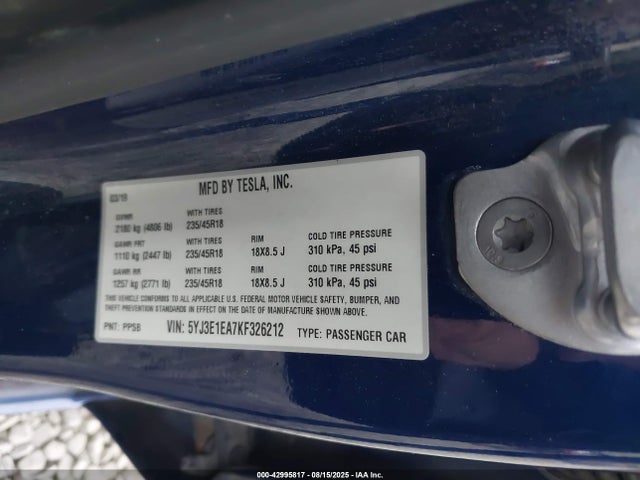 03/19 MFD BY TESLA, INC.
GVWR WITH TIRES
2180 kg (4806 lb) 235/45R18
GAWR FRT WITH TIRES RIM COLD TIRE PRESSURE
1110 kg (2447 lb) 235/45R18 18X8.5 J 310 kPa, 45 psi
GAWR RR WITH TIRES RIM COLD TIRE PRESSURE
1257 kg (2771 lb) 235/45R18 18X8.5 J 310 kPa, 45 psi
THIS VEHICLE CONFORMS TO ALL APPLICABLE U.S. FEDERAL MOTOR VEHICLE SAFETY, BUMPER, AND
THEFT PREVENTION STANDARDS IN EFFECT ON THE DATE OF MANUFACTURE SHOWN ABOVE.
PNT: PPSB VIN: 5YJ3E1EA7KF326212 TYPE: PASSENGER CAR
000-42995817 - 08/15/2025 - IAA Inc.